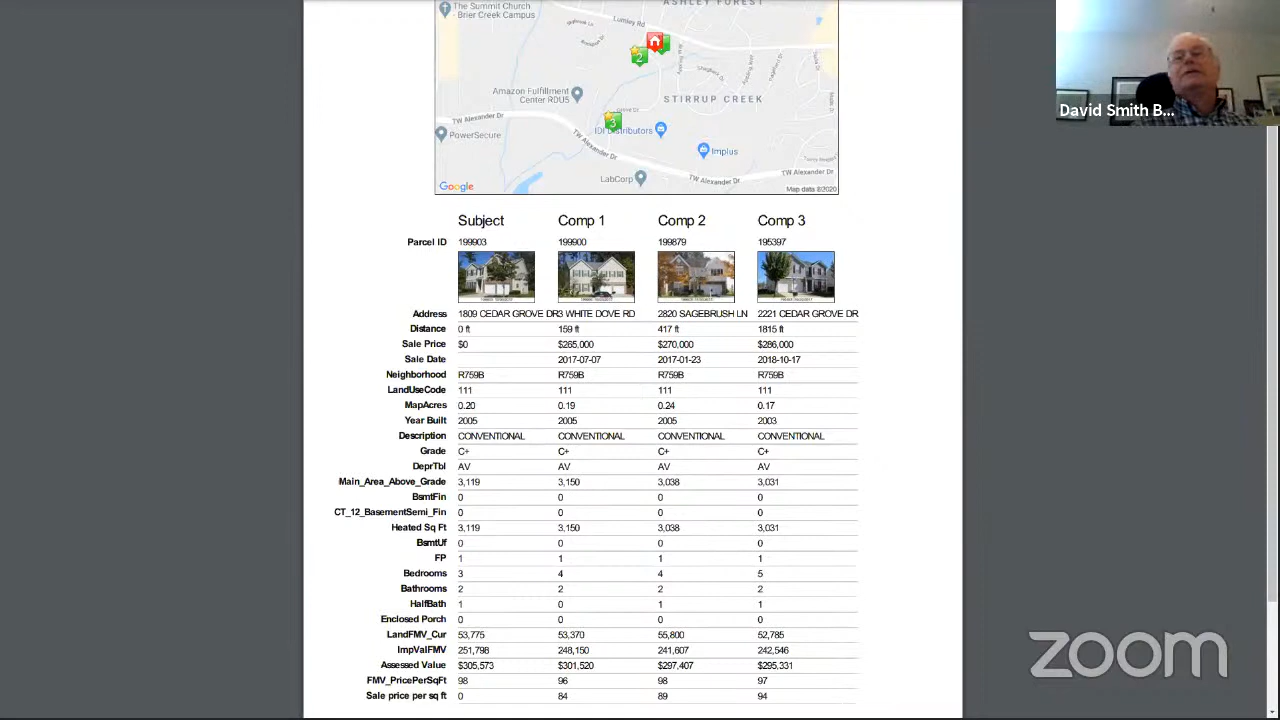 The Summit Church -
Brier Creek Campus
ASHLEY FOREST
Lumley Rd
2
Amazon Fulfillment
Center RDU5
STIRRUP CREEK
TW Alexander Dr
3
IDI Distributors
PowerSecure
TW Alexander Dr
Implus
LabCorp
TW Alexander Dr
TW Alexander Dr
Google
Map data ©2020
David Smith B...
Subject Comp 1 Comp 2 Comp 3
Parcel ID 199903 199900 199879 195397
Address 1809 CEDAR GROVE DR3 WHITE DOVE RD 2820 SAGEBRUSH LN 2221 CEDAR GROVE DR
Distance 0 ft 159 ft 417 ft 1815 ft
Sale Price $0 $265,000 $270,000 $286,000
Sale Date 2017-07-07 2017-01-23 2018-10-17
Neighborhood R759B R759B R759B R759B
LandUseCode 111 111 111 111
MapAcres 0.20 0.19 0.24 0.17
Year Built 2005 2005 2005 2003
Description CONVENTIONAL CONVENTIONAL CONVENTIONAL CONVENTIONAL
Grade C+ C+ C+ C+
DeprTbl AV AV AV AV
Main_Area_Above_Grade 3,119 3,150 3,038 3,031
BsmtFin 0 0 0 0
CT_12_BasementSemi_Fin 0 0 0 0
Heated Sq Ft 3,119 3,150 3,038 3,031
BsmtUf 0 0 0 0
FP 1 1 1 1
Bedrooms 3 4 4 5
Bathrooms 2 2 2 2
HalfBath 1 0 1 1
Enclosed Porch 0 0 0 0
LandFMV_Cur 53,775 53,370 55,800 52,785
ImpValFMV 251,798 248,150 241,607 242,546
Assessed Value $305,573 $301,520 $297,407 $295,331
FMV_PricePerSqFt 98 96 98 97
Sale price per sq ft 0 84 89 94
zoom